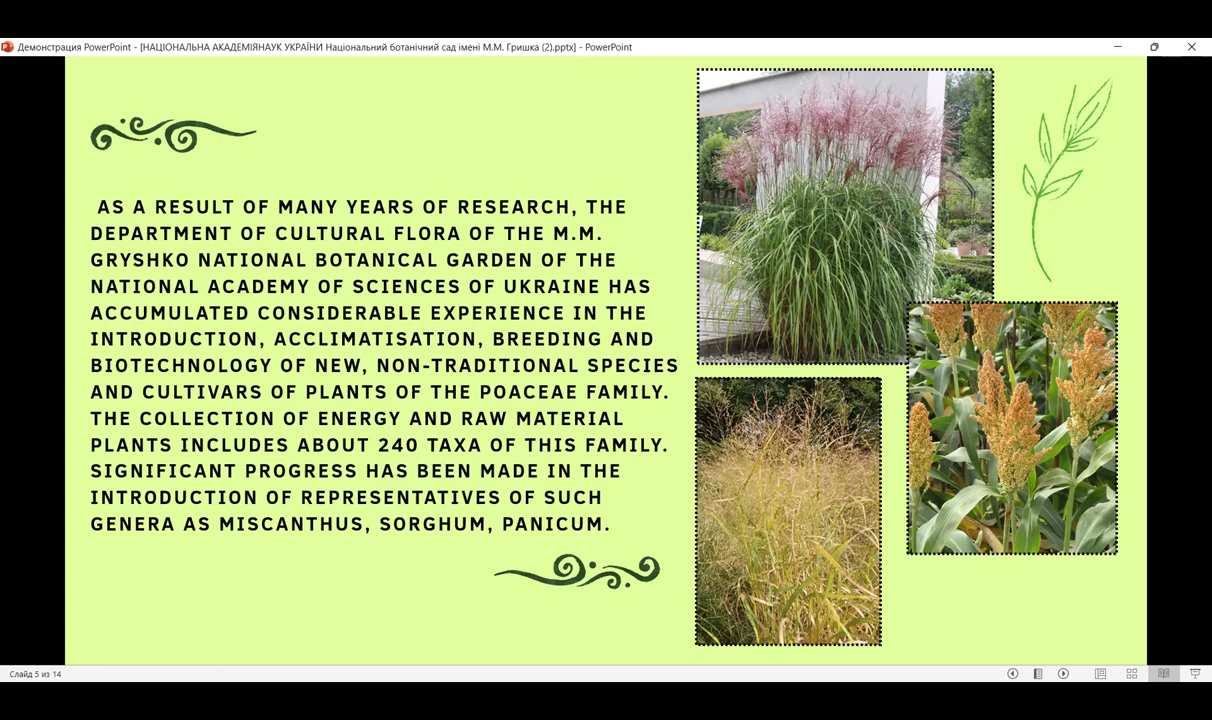 Демонстрация PowerPoint - [НАЦІОНАЛЬНА АКАДЕМІЯНАУК УКРАЇНИ Національний ботанічний сад імені М.М. Гришка (2).pptx] - PowerPoint
AS A RESULT OF MANY YEARS OF RESEARCH, THE
DEPARTMENT OF CULTURAL FLORA OF THE M.M.
GRYSHKO NATIONAL BOTANICAL GARDEN OF THE
NATIONAL ACADEMY OF SCIENCES OF UKRAINE HAS
ACCUMULATED CONSIDERABLE EXPERIENCE IN THE
INTRODUCTION, ACCLIMATISATION, BREEDING AND
BIOTECHNOLOGY OF NEW, NON-TRADITIONAL SPECIES
AND CULTIVARS OF PLANTS OF THE POACEAE FAMILY.
THE COLLECTION OF ENERGY AND RAW MATERIAL
PLANTS INCLUDES ABOUT 240 TAXA OF THIS FAMILY.
SIGNIFICANT PROGRESS HAS BEEN MADE IN THE
INTRODUCTION OF REPRESENTATIVES OF SUCH
GENERA AS MISCANTHUS, SORGHUM, PANICUM.
Слайд 5 из 14